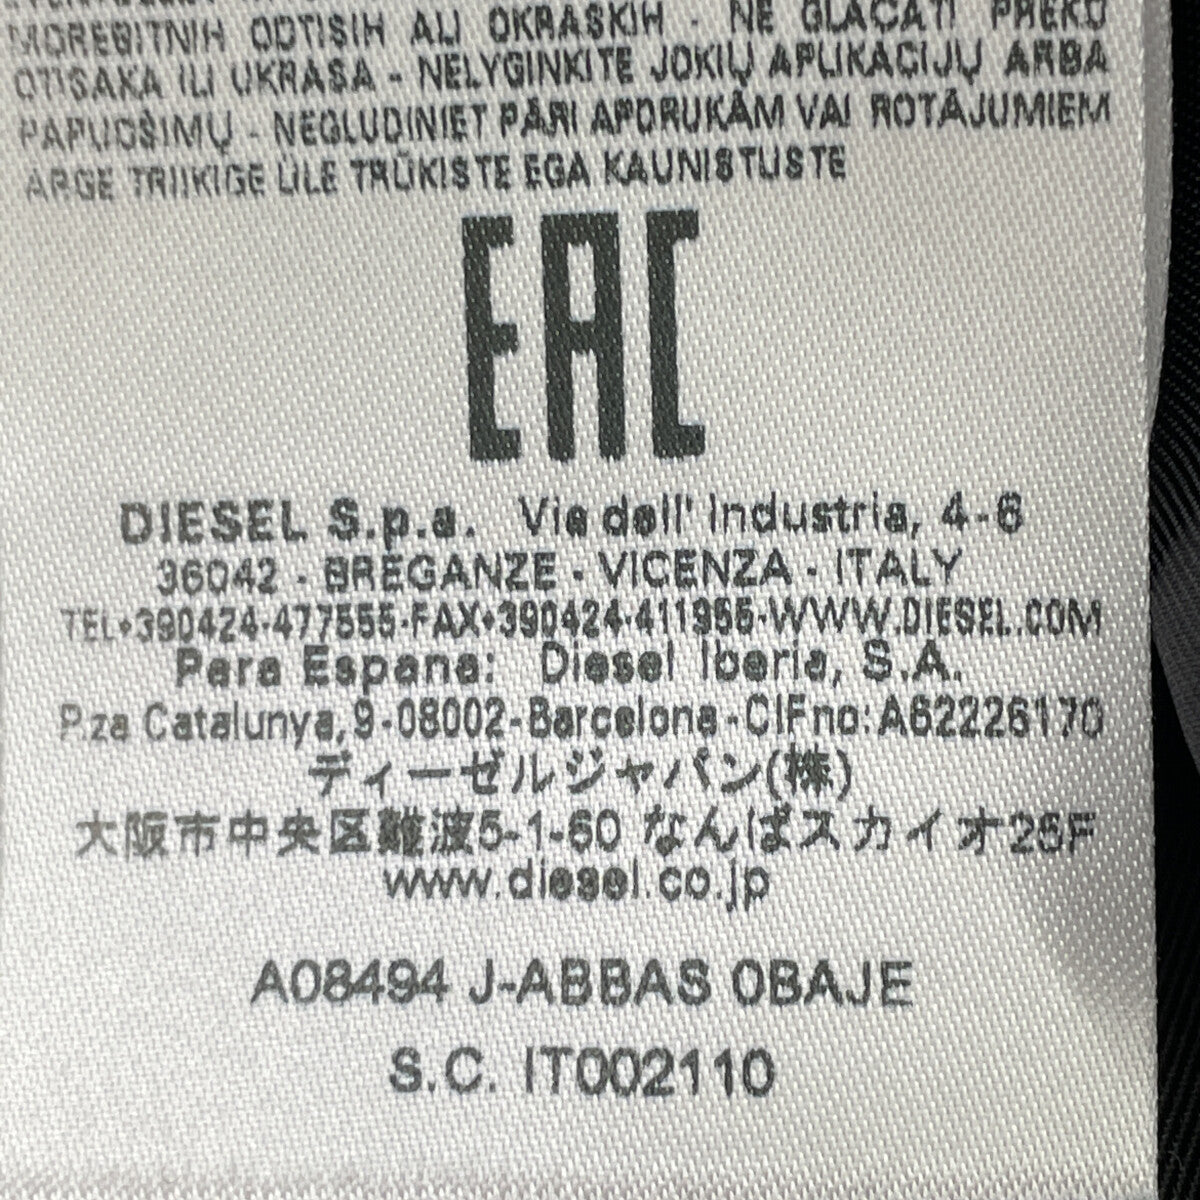 MOREBITNIH ODTISIH ALI OKRASKIH - NE GLAČATI PREKO
OTISAKA ILI UKRASA - NELYGINKITE JOKIŲ APLIKACIJŲ ARBA
PAPUOŠIMŲ - NEGLUDINIET PĀRI APDRUKĀM VAI ROTĀJUMIEM
ÄRGE TRIIKIGE ÜLE TRÜKISTE EGA KAUNISTUSTE
EAC
DIESEL S.p.a. Via dell' Industria, 4-6
36042 - BREGANZE - VICENZA - ITALY
TEL+390424-477555-FAX+390424-411955-WWW.DIESEL.COM
Para Espana: Diesel Iberia, S.A.
P.za Catalunya, 9 -08002-Barcelona -CIFno: A62226170
ディーゼルジャパン(株)
大阪市中央区難波5-1-60 なんばスカイオ25F
www.diesel.co.jp
A08494 J-ABBAS 0BAJE
S.C. IT002110